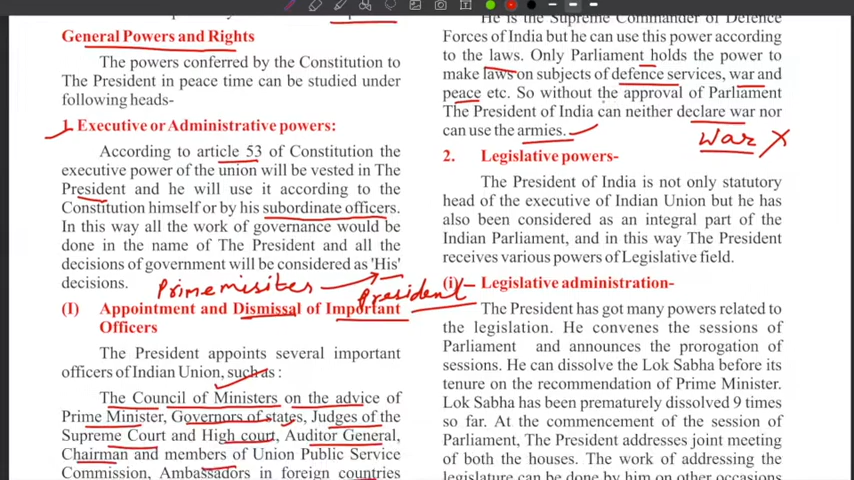 General Powers and Rights
The powers conferred by the Constitution to
The President in peace time can be studied under
following heads-
1. Executive or Administrative powers:
According to article 53 of Constitution the
executive power of the union will be vested in The
President and he will use it according to the
Constitution himself or by his subordinate officers.
In this way all the work of governance would be
done in the name of The President and all the
decisions of government will be considered as 'His'
decisions.
Primemisites
President
(I) Appointment and Dismissal of Important
Officers
The President appoints several important
officers of Indian Union, such as :
The Council of Ministers on the advice of
Prime Minister, Governors of states, Judges of the
Supreme Court and High court, Auditor General,
Chairman and members of Union Public Service
Commission, Ambassadors in foreign countries
He is the Supreme Commander of Defence
Forces of India but he can use this power according
to the laws. Only Parliament holds the power to
make laws on subjects of defence services, war and
peace etc. So without the approval of Parliament
The President of India can neither declare war nor
can use the armies.
War X
2. Legislative powers-
The President of India is not only statutory
head of the executive of Indian Union but he has
also been considered as an integral part of the
Indian Parliament, and in this way The President
receives various powers of Legislative field.
(i) Legislative administration-
The President has got many powers related to
the legislation. He convenes the sessions of
Parliament and announces the prorogation of
sessions. He can dissolve the Lok Sabha before its
tenure on the recommendation of Prime Minister.
Lok Sabha has been prematurely dissolved 9 times
so far. At the commencement of the session of
Parliament, The President addresses joint meeting
of both the houses. The work of addressing the
legislature can be done by him on other occasions